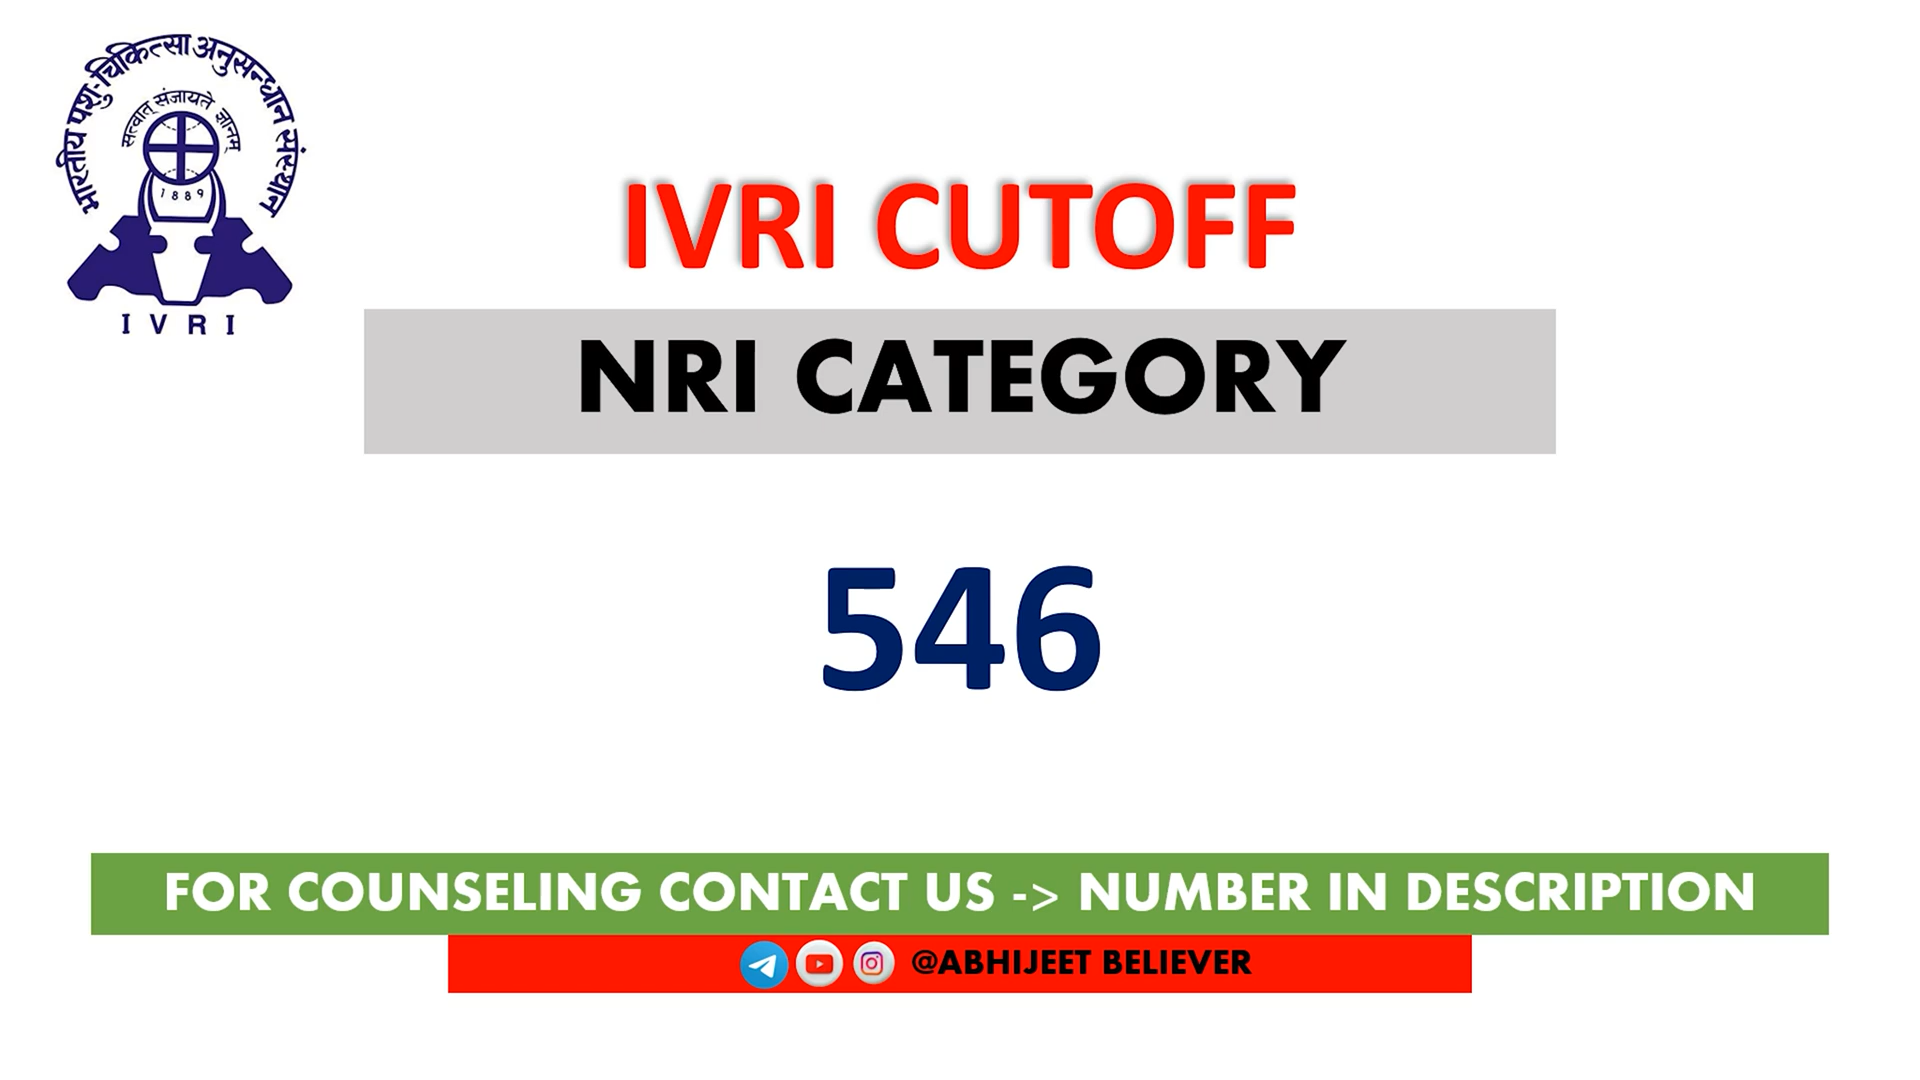 भारतीय पशु-चिकित्सा अनुसन्धान संस्थान
सत्वात् संजायते ज्ञानम्
1889
IVRI
IVRI CUTOFF
NRI CATEGORY
546
FOR COUNSELING CONTACT US -> NUMBER IN DESCRIPTION
@ABHIJEET BELIEVER